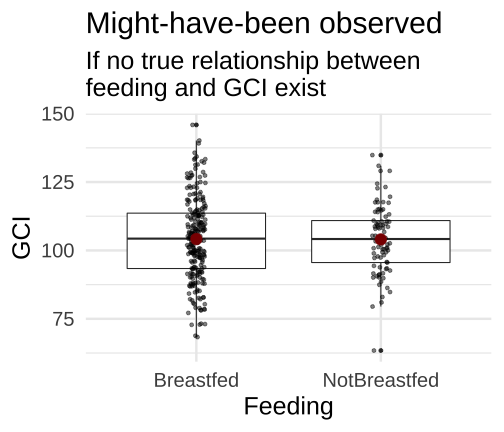 Might-have-been observed
If no true relationship between
feeding and GCI exist
150
125
100
75
GCI
Breastfed NotBreastfed
Feeding